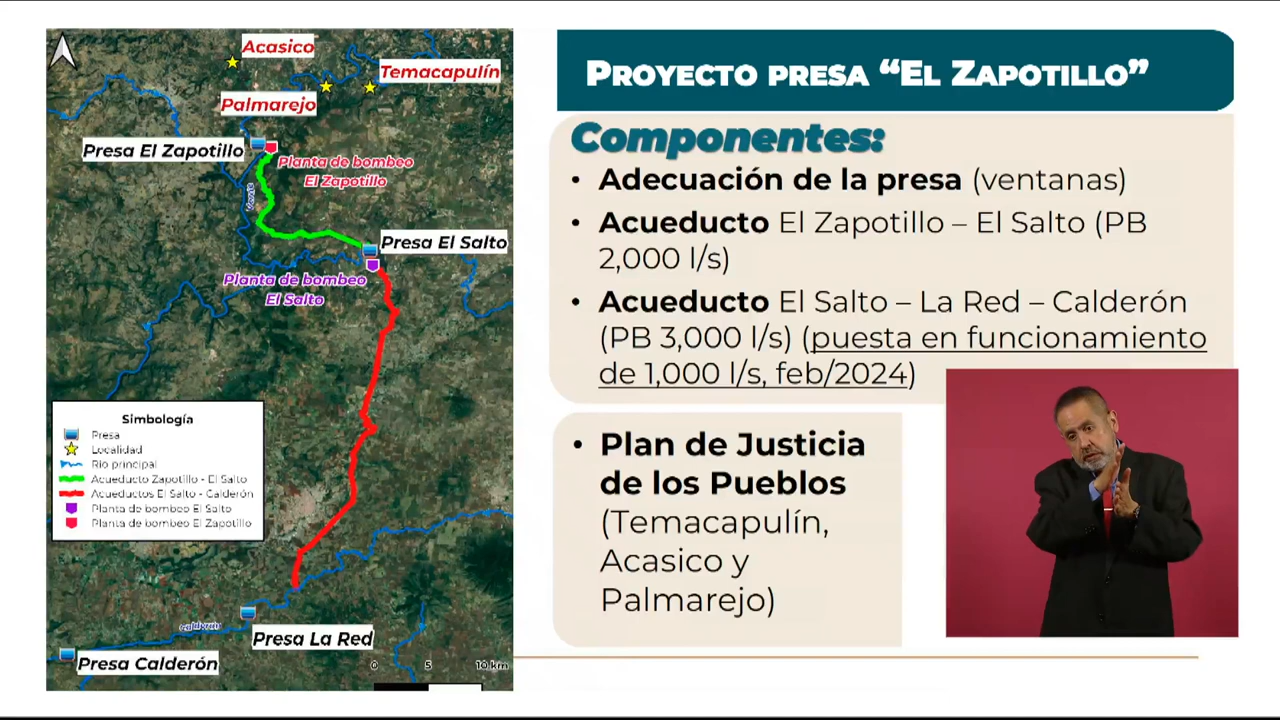 Acasico
Temacapulín
Palmarejo
Presa El Zapotillo
Planta de bombeo
El Zapotillo
Verde
Presa El Salto
Planta de bombeo
El Salto
Simbología
Presa
Localidad
Río principal
Acueducto Zapotillo - El Salto
Acueductos El Salto - Calderón
Planta de bombeo El Salto
Planta de bombeo El Zapotillo
calderón
Presa La Red
Presa Calderón
0 5 10 km
PROYECTO PRESA “EL ZAPOTILLO”
Componentes:
• Adecuación de la presa (ventanas)
• Acueducto El Zapotillo – El Salto (PB
2,000 l/s)
• Acueducto El Salto – La Red – Calderón
(PB 3,000 l/s) (puesta en funcionamiento
de 1,000 l/s, feb/2024)
• Plan de Justicia
de los Pueblos
(Temacapulín,
Acasico y
Palmarejo)